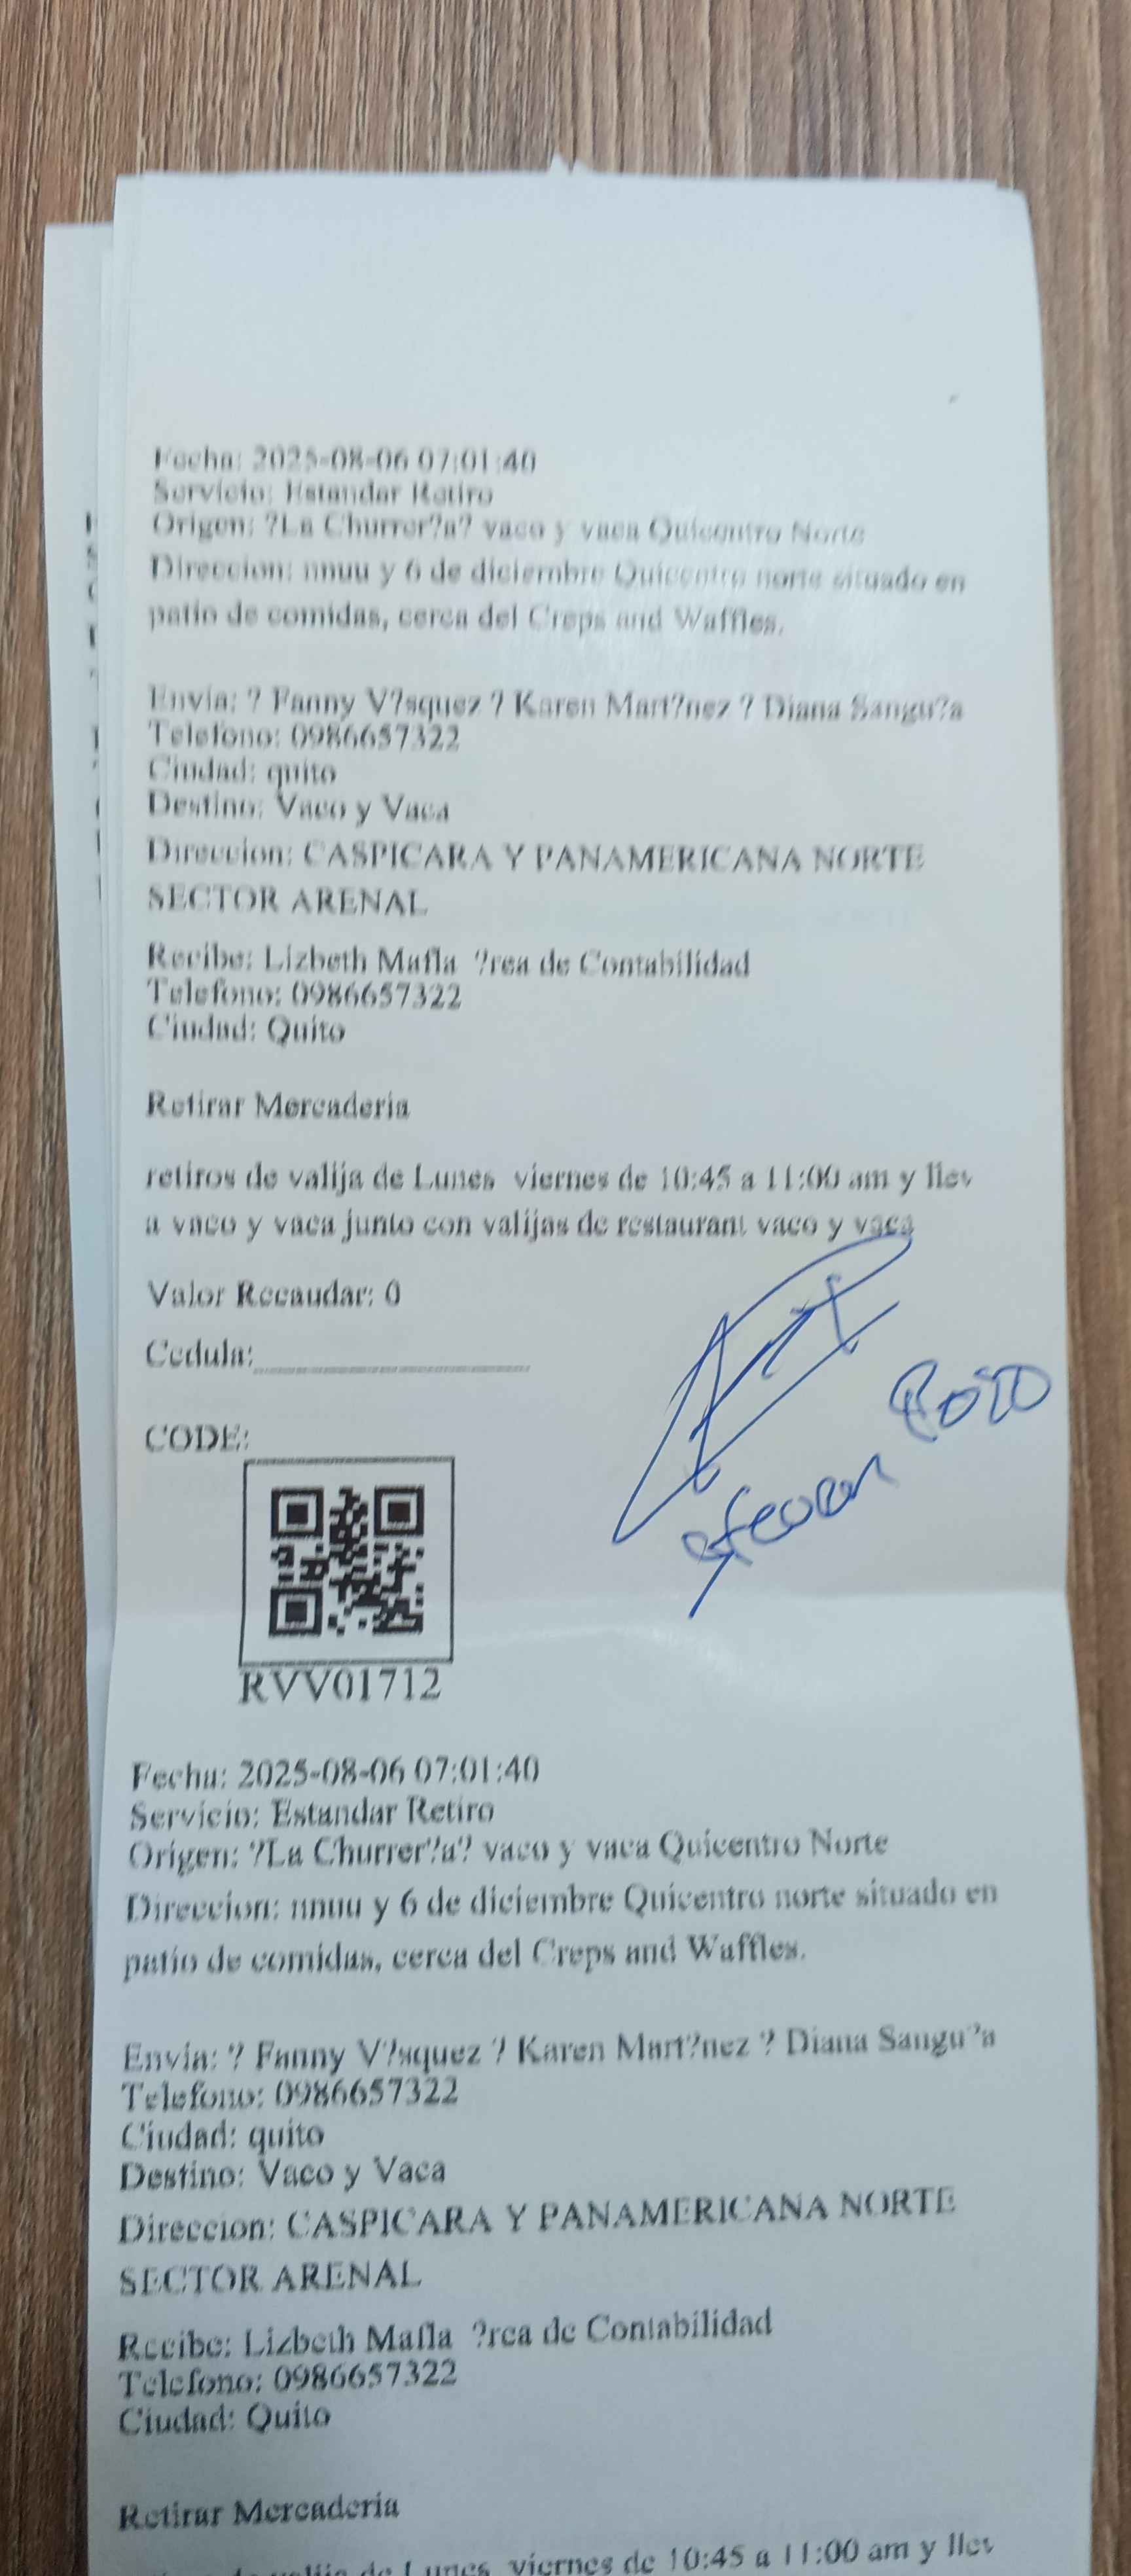 Fecha: 2025-08-06 07:01:40
Servicio: Estandar Retiro
Origen: ?La Churrer?a? vaco y vaca Quicentro Norte
Direccion: nnuu y 6 de diciembre Quicentro norte situado en
patio de comidas, cerca del Creps and Waffles.
Envia: ? Fanny V?squez ? Karen Mart?nez ? Diana Sangu?a
Telefono: 0986657322
Ciudad: quito
Destino: Vaco y Vaca
Direccion: CASPICARA Y PANAMERICANA NORTE
SECTOR ARENAL
Recibe: Lizbeth Mafla ?rea de Contabilidad
Telefono: 0986657322
Ciudad: Quito
Retirar Mercaderia
retiros de valija de Lunes viernes de 10:45 a 11:00 am y llev
a vaco y vaca junto con valijas de restaurant vaco y vaca
Valor Recaudar: 0
Cedula:
CODE:
RVV01712
Fecha: 2025-08-06 07:01:40
Servicio: Estandar Retiro
Origen: ?La Churrer?a? vaco y vaca Quicentro Norte
Direccion: nnuu y 6 de diciembre Quicentro norte situado en
patio de comidas, cerca del Creps and Waffles.
Envia: ? Fanny V?squez ? Karen Mart?nez ? Diana Sangu?a
Telefono: 0986657322
Ciudad: quito
Destino: Vaco y Vaca
Direccion: CASPICARA Y PANAMERICANA NORTE
SECTOR ARENAL
Recibe: Lizbeth Mafla ?rea de Contabilidad
Telefono: 0986657322
Ciudad: Quito
Retirar Mercaderia
de valija de Lunes viernes de 10:45 a 11:00 am y llev